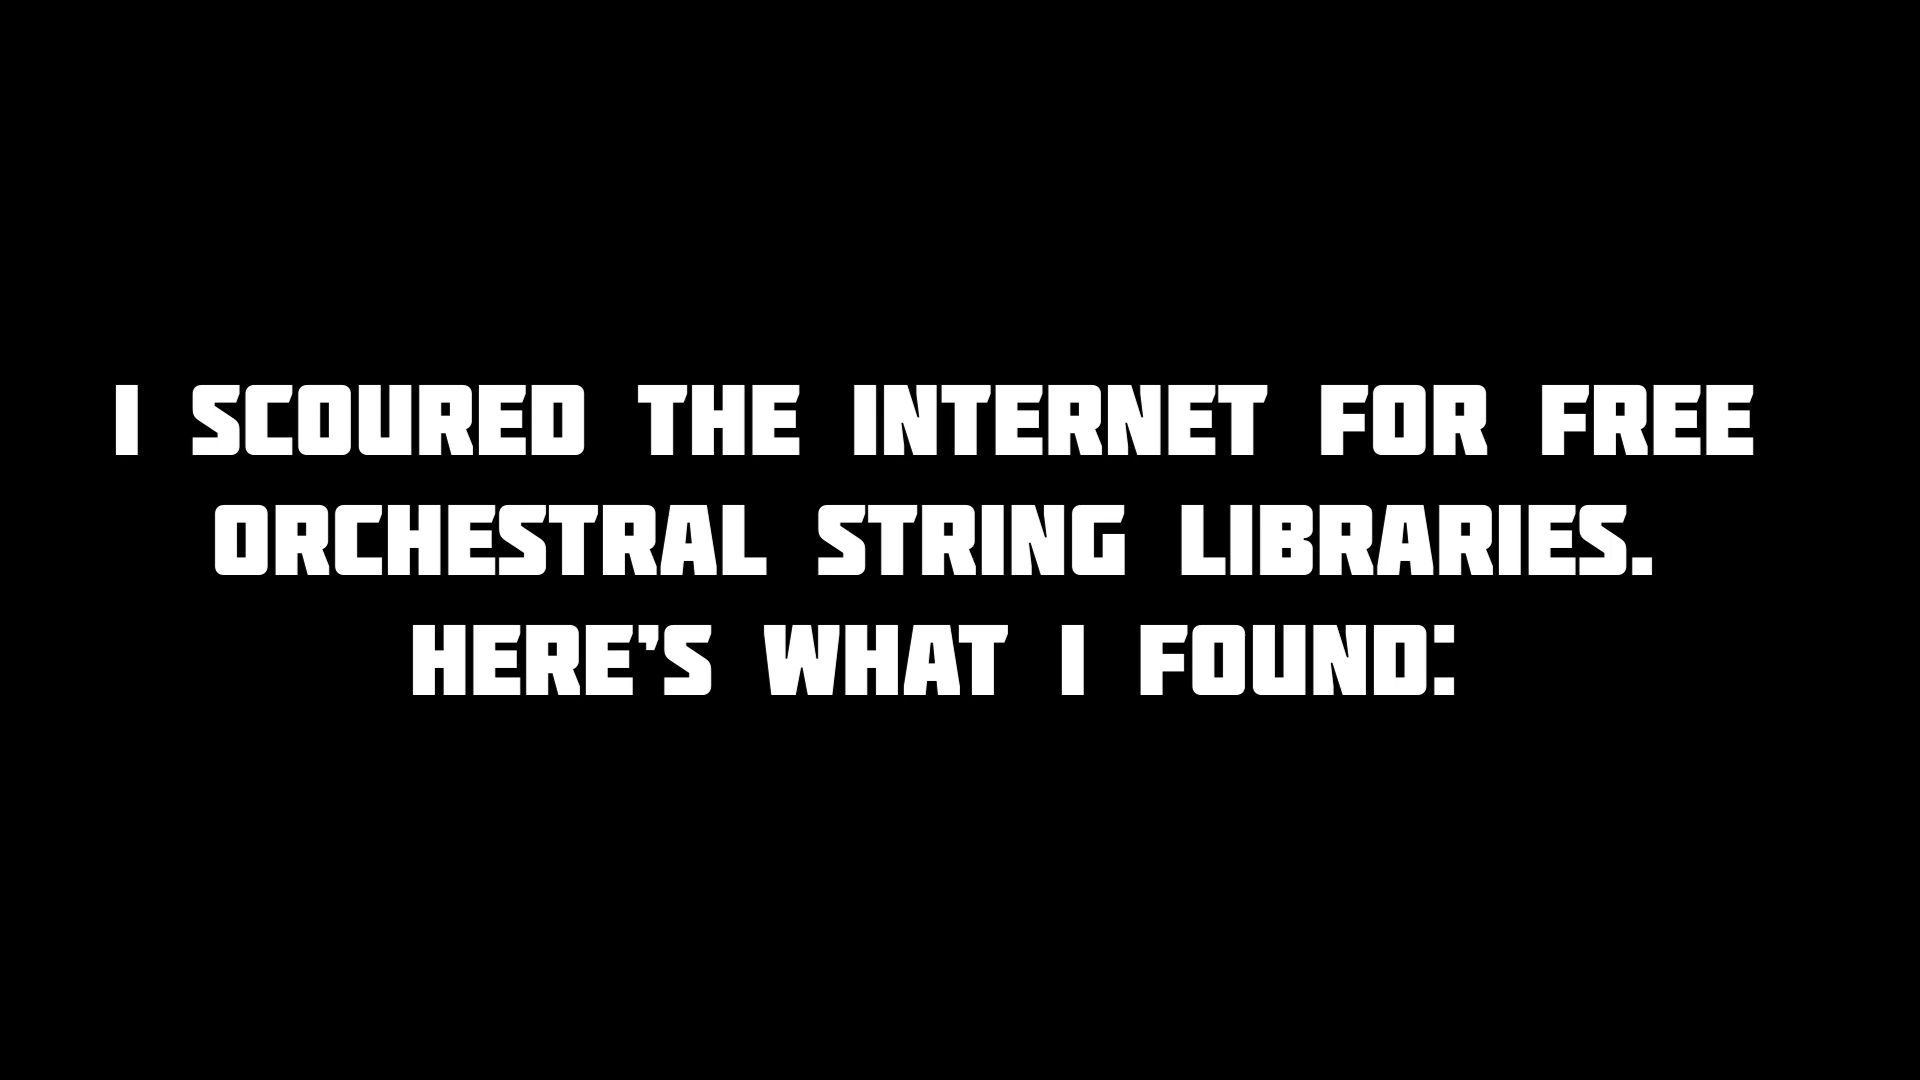 I SCOURED THE INTERNET FOR FREE
ORCHESTRAL STRING LIBRARIES.
HERE'S WHAT I FOUND: